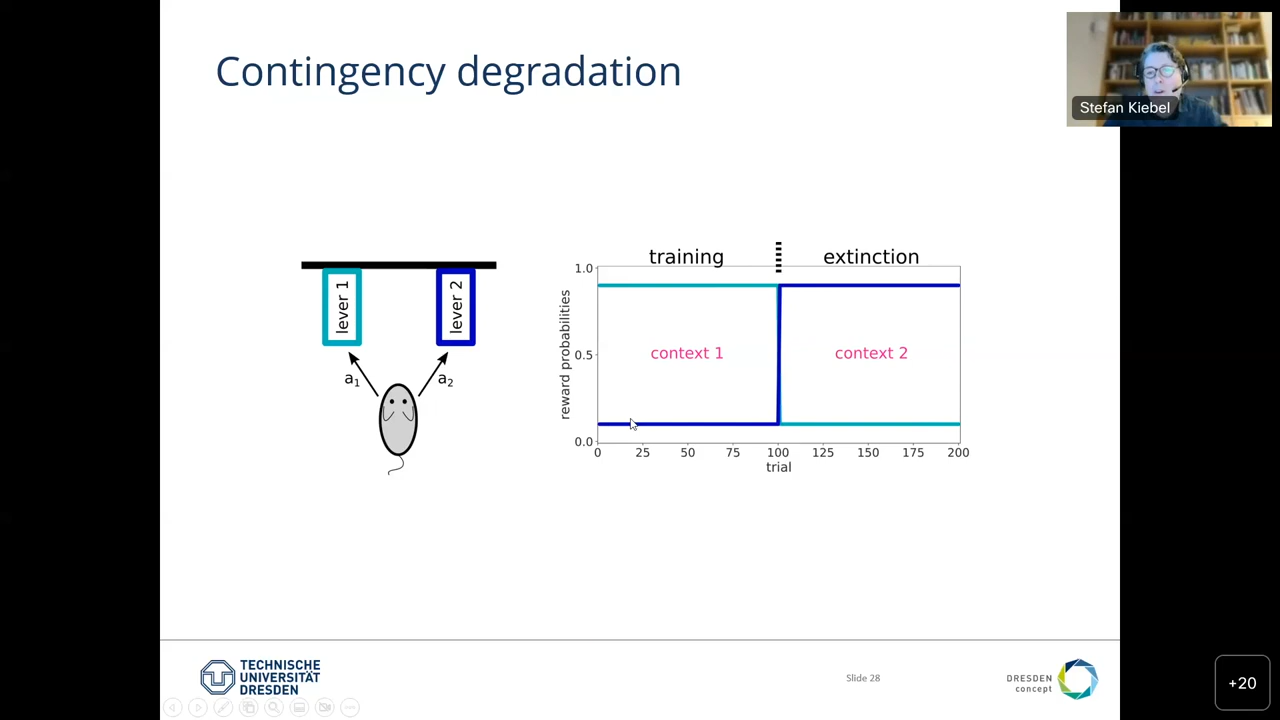 Contingency degradation
Stefan Kiebel
lever 1
lever 2
a1
a2
training
extinction
reward probabilities
1.0
0.5
0.0
context 1
context 2
0 25 50 75 100 125 150 175 200
trial
TECHNISCHE
UNIVERSITÄT
DRESDEN
Slide 28
DRESDEN
concept
+20